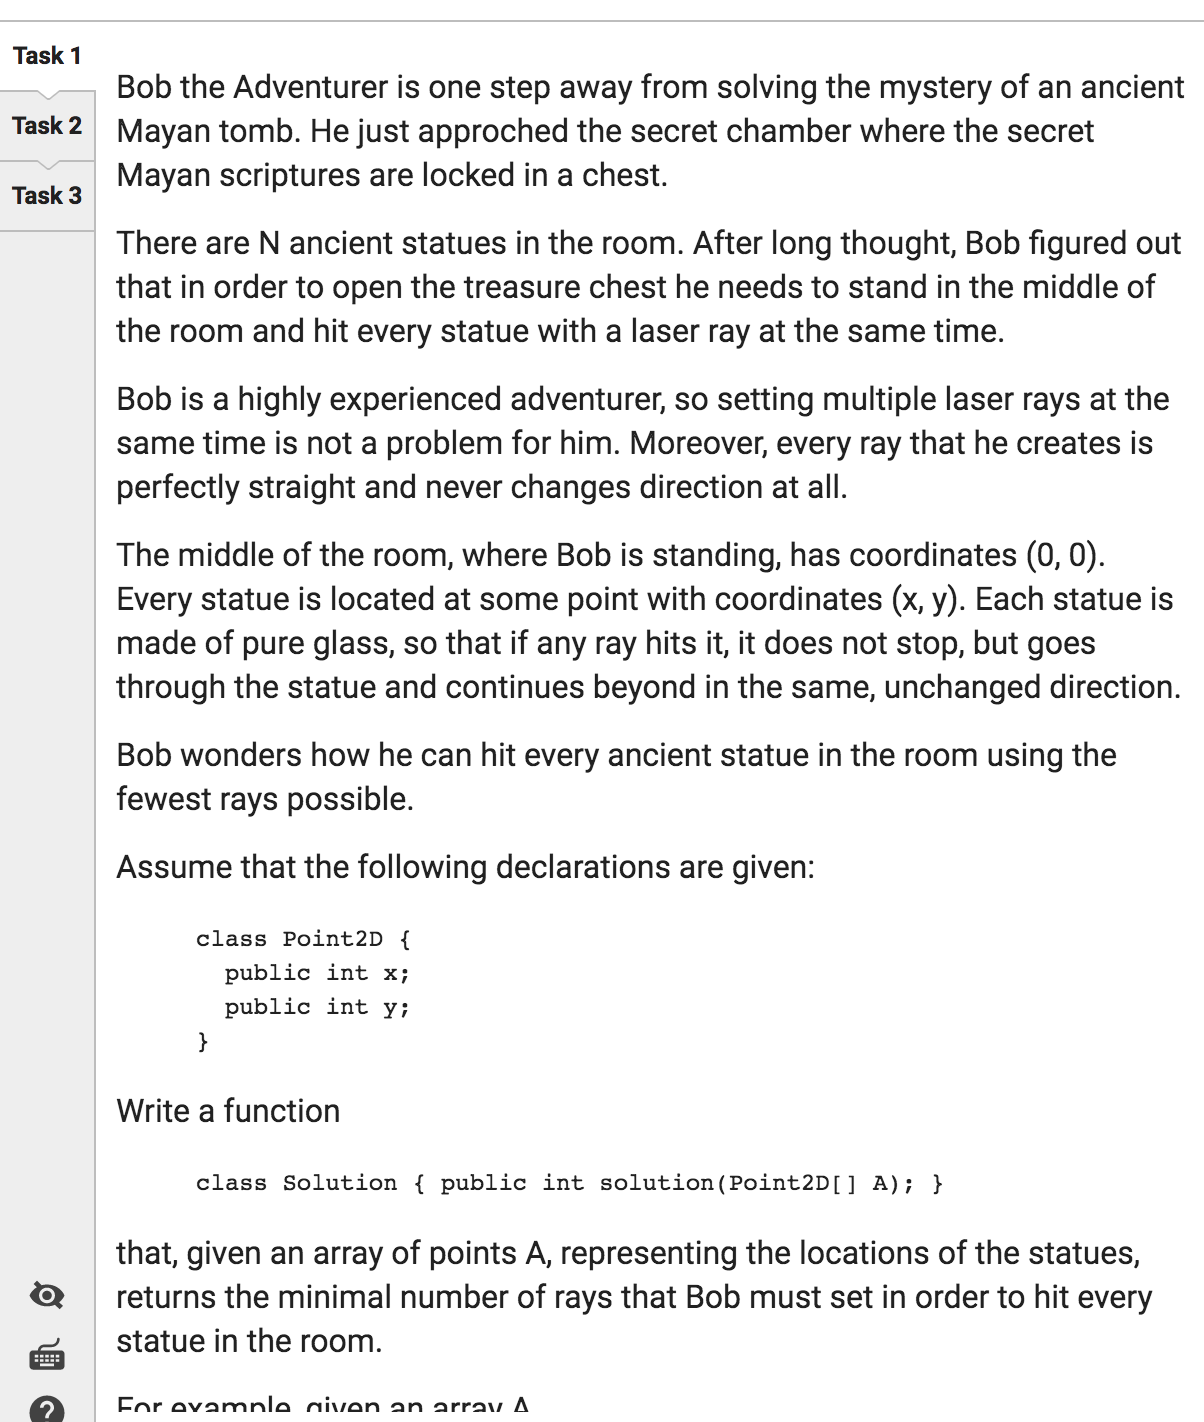 Task 1
Task 2
Task 3
Bob the Adventurer is one step away from solving the mystery of an ancient
Mayan tomb. He just approched the secret chamber where the secret
Mayan scriptures are locked in a chest.
There are N ancient statues in the room. After long thought, Bob figured out
that in order to open the treasure chest he needs to stand in the middle of
the room and hit every statue with a laser ray at the same time.
Bob is a highly experienced adventurer, so setting multiple laser rays at the
same time is not a problem for him. Moreover, every ray that he creates is
perfectly straight and never changes direction at all.
The middle of the room, where Bob is standing, has coordinates (0, 0).
Every statue is located at some point with coordinates (x, y). Each statue is
made of pure glass, so that if any ray hits it, it does not stop, but goes
through the statue and continues beyond in the same, unchanged direction.
Bob wonders how he can hit every ancient statue in the room using the
fewest rays possible.
Assume that the following declarations are given:
class Point2D {
public int x;
public int y;
}
Write a function
class Solution { public int solution(Point2D[] A); }
that, given an array of points A, representing the locations of the statues,
returns the minimal number of rays that Bob must set in order to hit every
statue in the room.
For example, given an array A
?